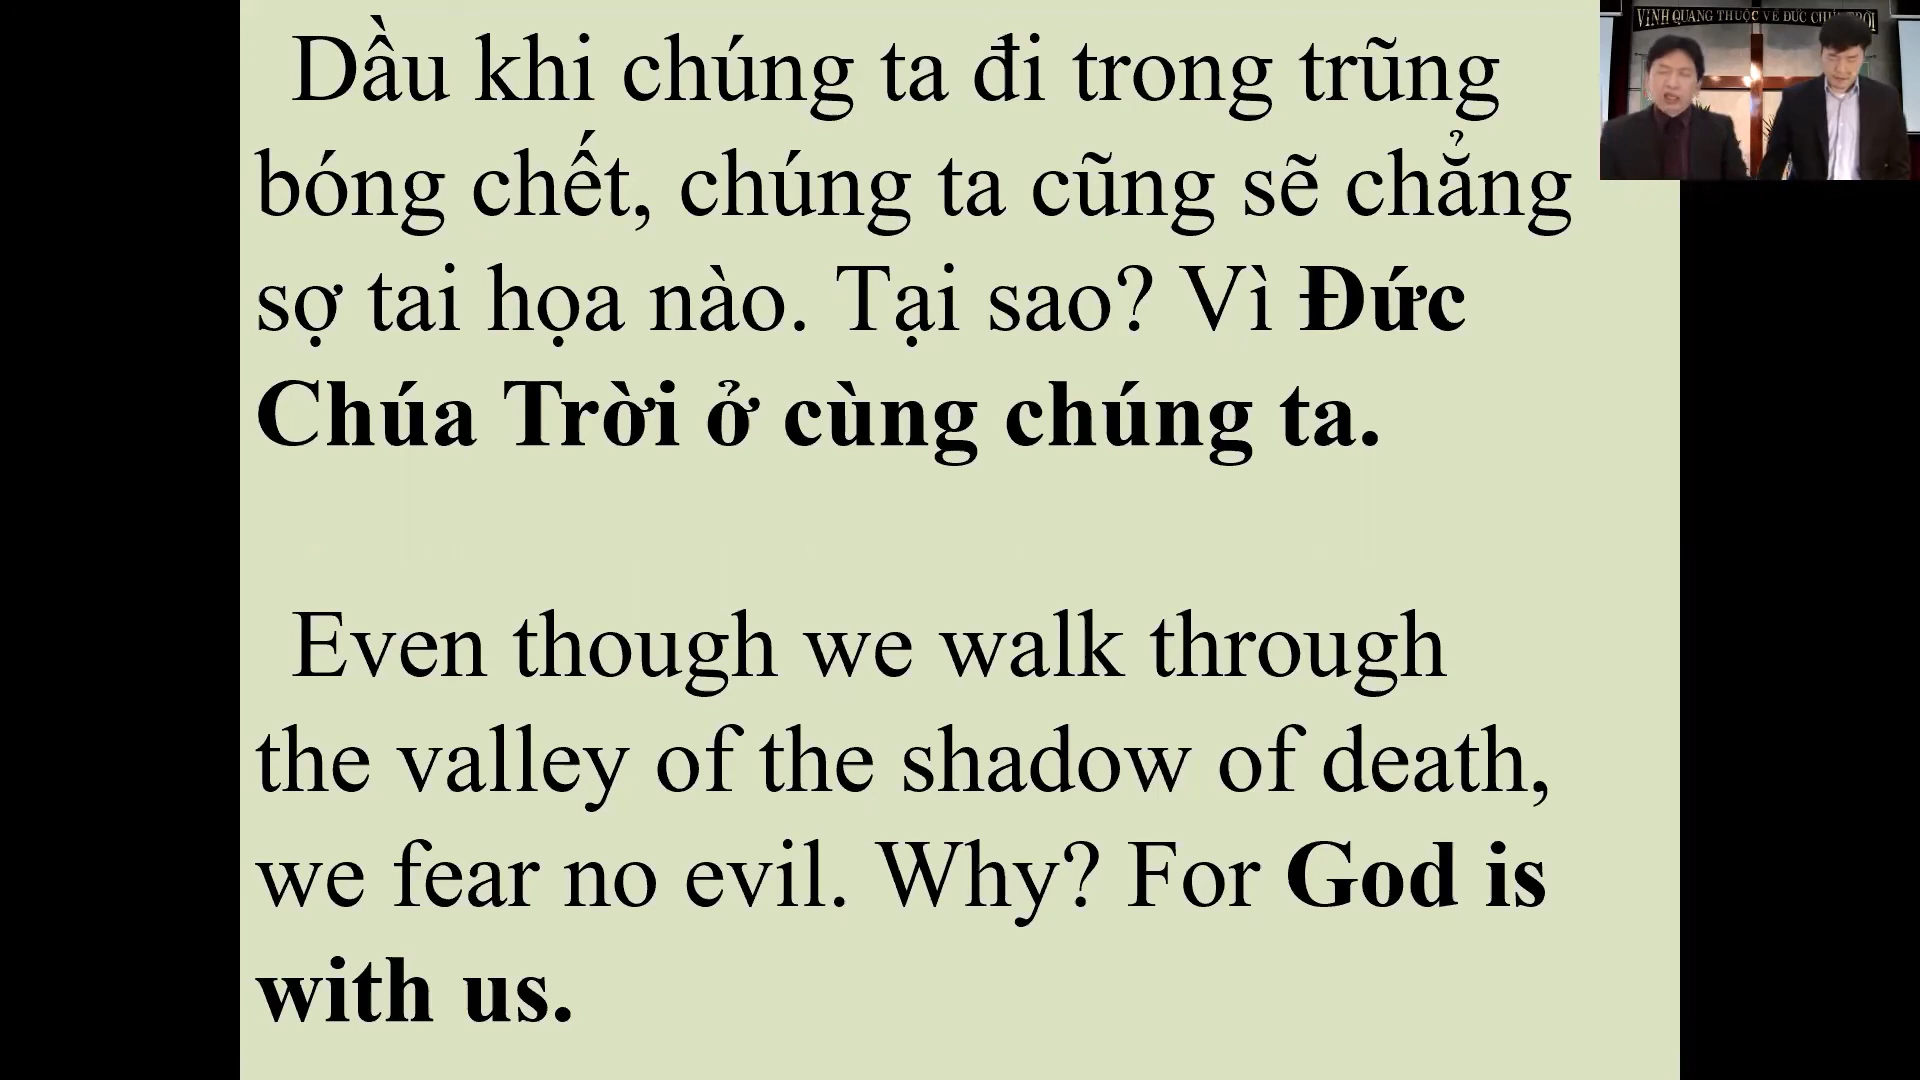 VINH QUANG THUỘC VỀ ĐỨC CHÚA TRỜI
Dầu khi chúng ta đi trong trũng
bóng chết, chúng ta cũng sẽ chẳng
sợ tai họa nào. Tại sao? Vì Đức
Chúa Trời ở cùng chúng ta.
Even though we walk through
the valley of the shadow of death,
we fear no evil. Why? For God is
with us.